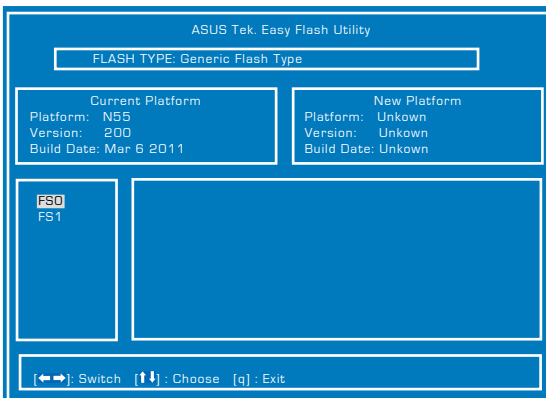 ASUS Tek. Easy Flash Utility
FLASH TYPE: Generic Flash Type
Current Platform
Platform: N55
Version: 200
Build Date: Mar 6 2011
New Platform
Platform: Unkown
Version: Unkown
Build Date: Unkown
FS0
FS1
[←→]: Switch [↑↓] : Choose [q] : Exit